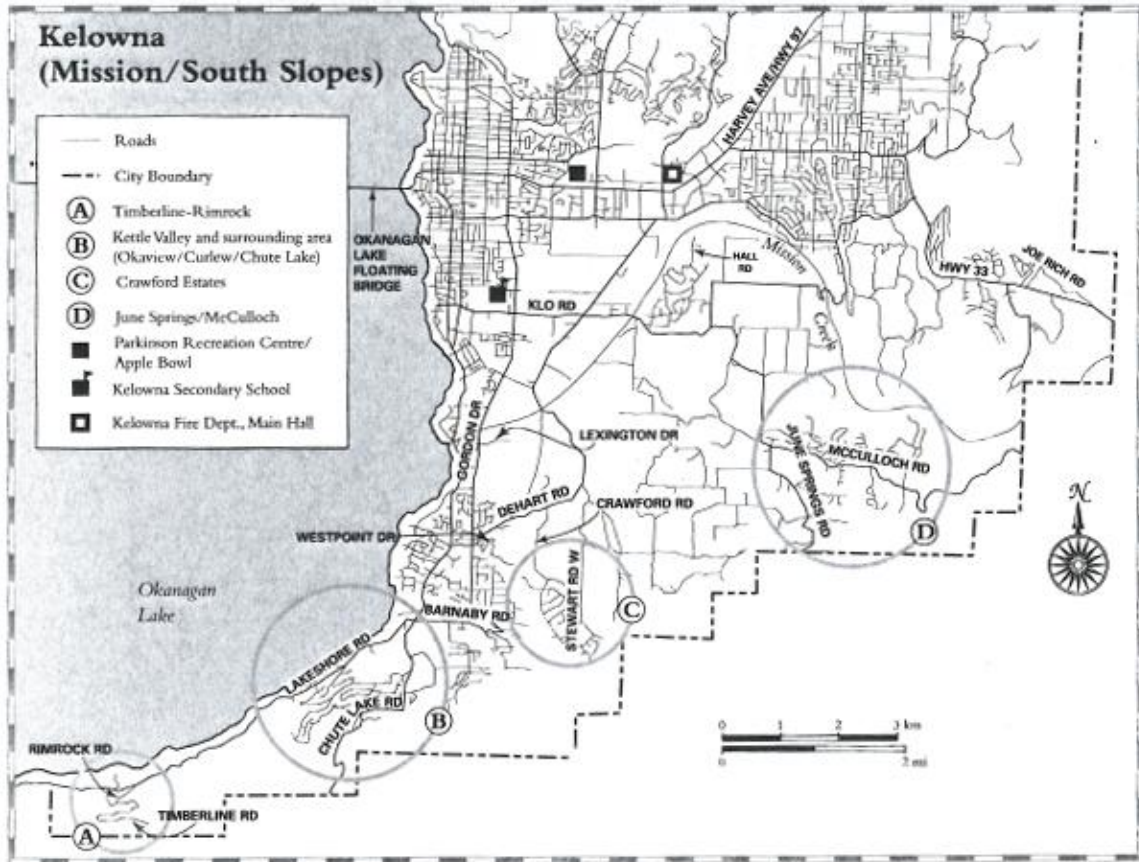 Kelowna
(Mission/South Slopes)
Roads
City Boundary
A Timberline-Rimrock
B Kettle Valley and surrounding area
(Okaview/Curlew/Chute Lake)
C Crawford Estates
D June Springs/McCulloch
Parkinson Recreation Centre/
Apple Bowl
Kelowna Secondary School
Kelowna Fire Dept., Main Hall
HARVEY AVE/HWY 97
OKANAGAN
LAKE
FLOATING
BRIDGE
Mission
Creek
HALL
RD
JOE RICH RD
HWY 33
KLO RD
GORDON DR
LEXINGTON DR
JUNE SPRINGS RD
MCCULLOCH RD
DEHART RD
CRAWFORD RD
WESTPOINT DR
D
N
Okanagan
Lake
BARNABY RD
STEWART RD W
C
LAKESHORE RD
CHUTE LAKE RD
B
0 1 2 3 km
0 2 mi
RIMROCK RD
TIMBERLINE RD
A